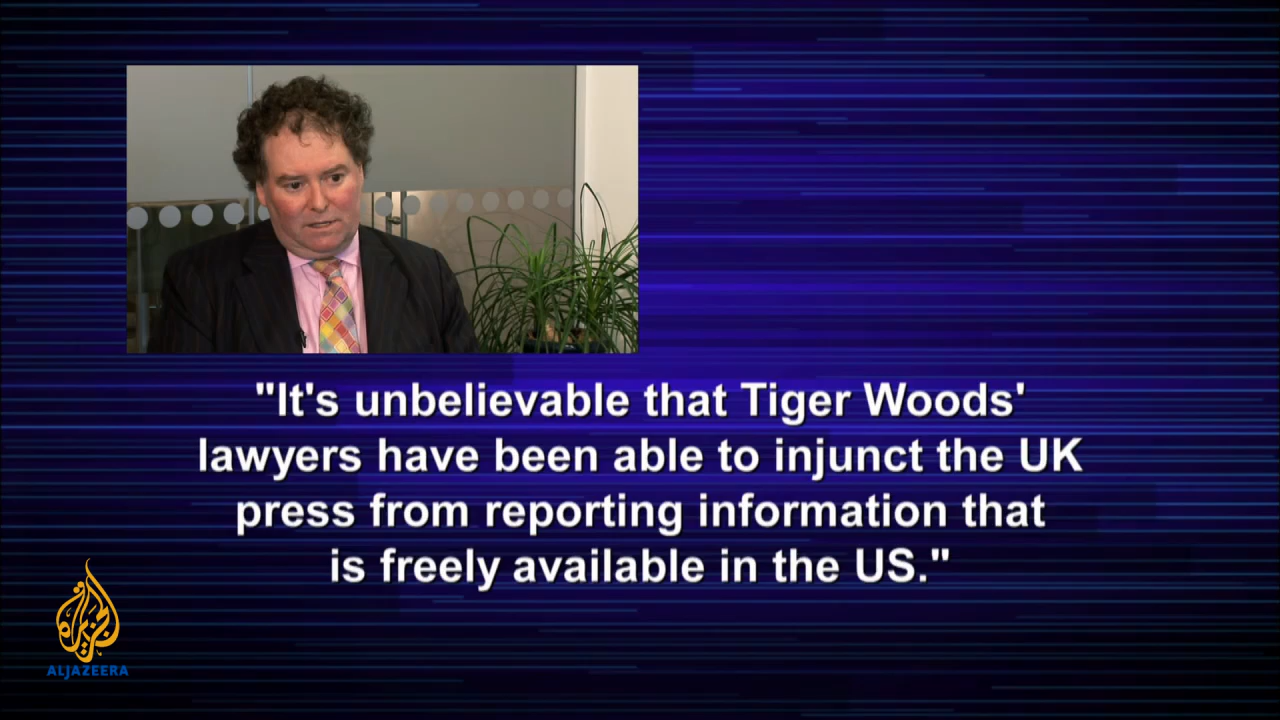 "It's unbelievable that Tiger Woods'
lawyers have been able to injunct the UK
press from reporting information that
is freely available in the US."
الجزيرة
ALJAZEERA